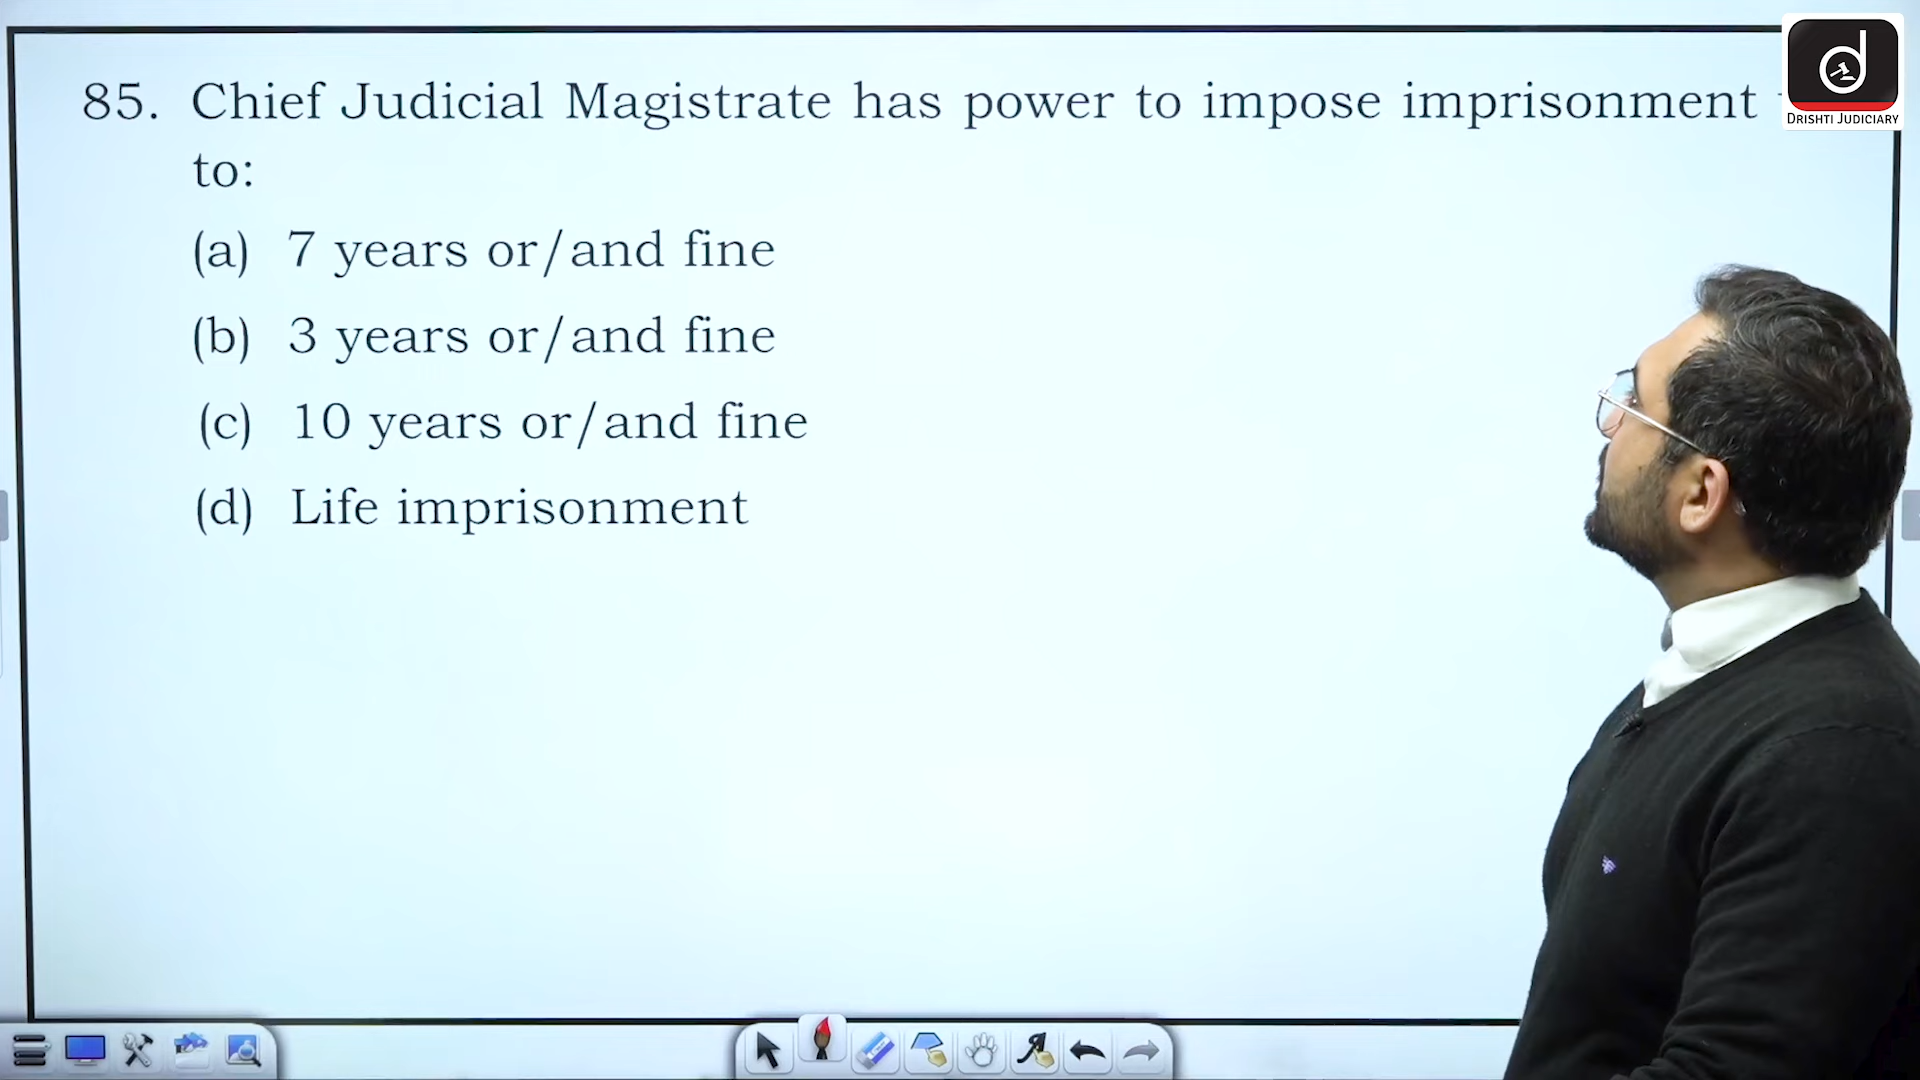 DRISHTI JUDICIARY
85. Chief Judicial Magistrate has power to impose imprisonment
to:
(a) 7 years or/and fine
(b) 3 years or/and fine
(c) 10 years or/and fine
(d) Life imprisonment